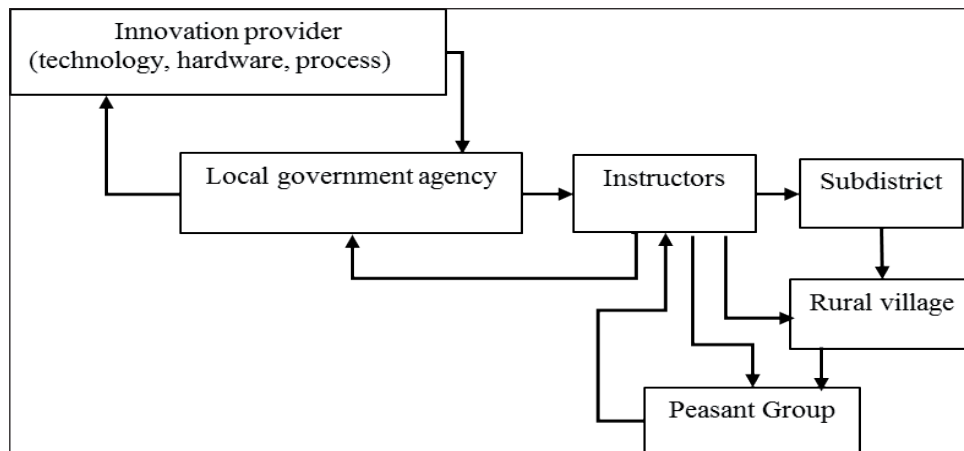 Innovation provider
(technology, hardware, process)
Local government agency
Instructors
Subdistrict
Rural village
Peasant Group